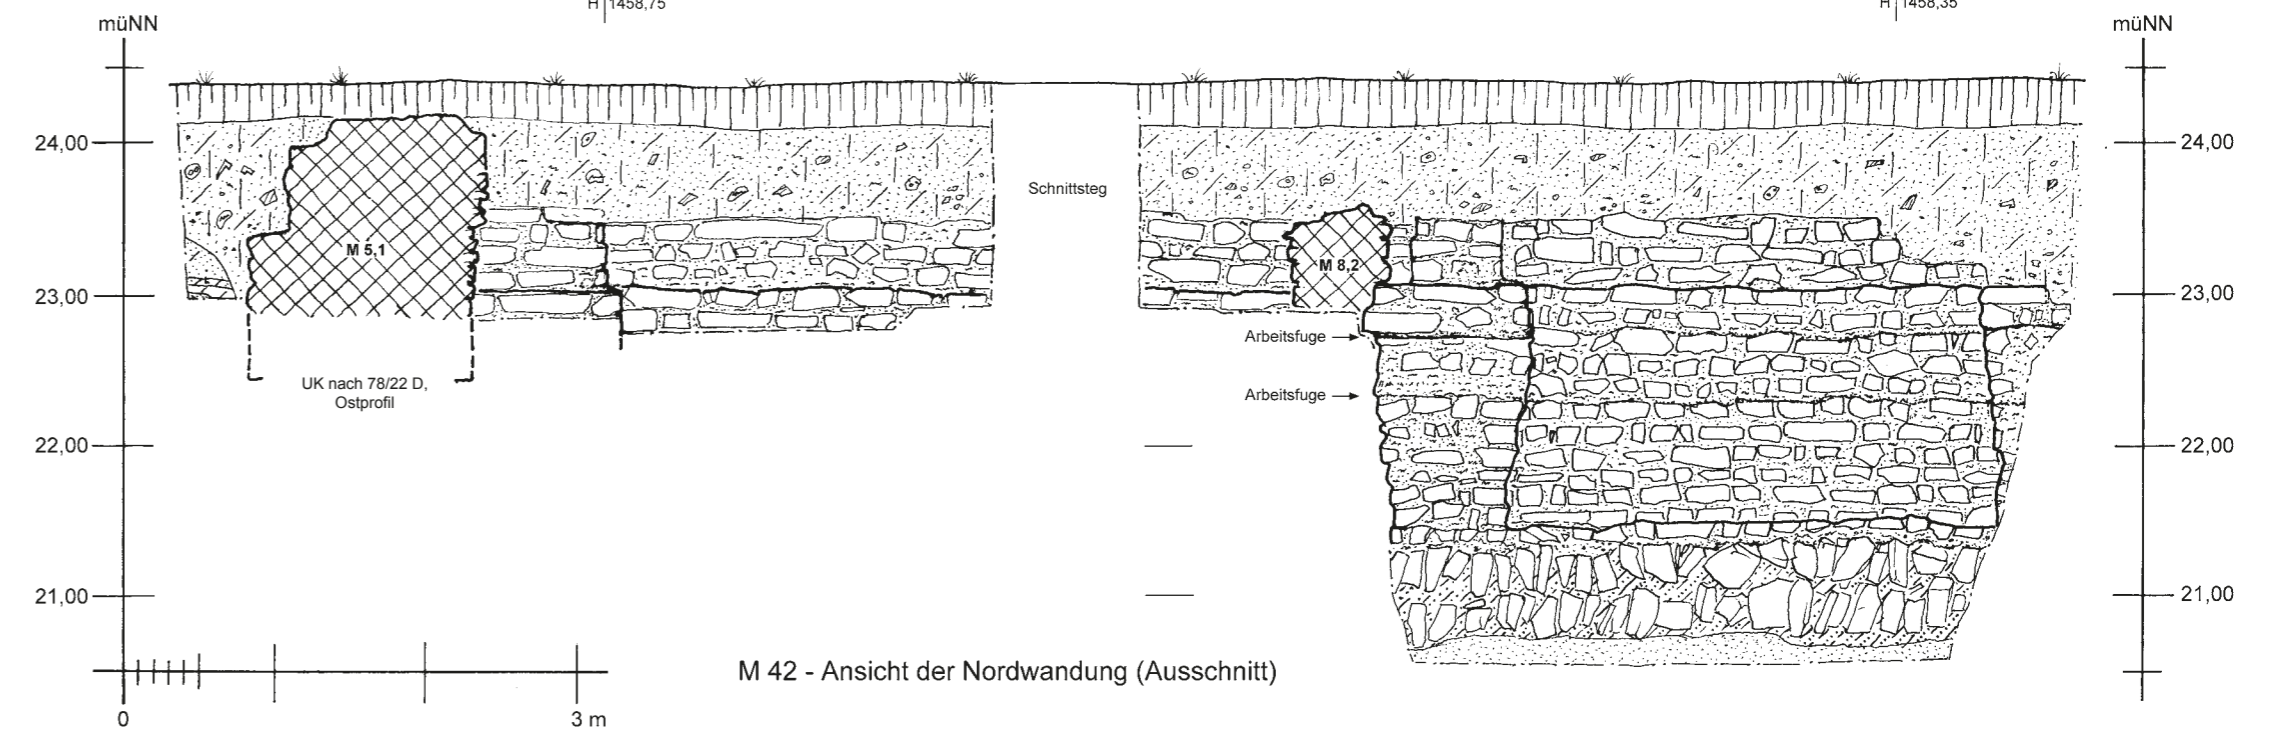 H 1458,75
H 1458,35
müNN
müNN
24,00
24,00
Schnittsteg
M 5,1
M 8,2
23,00
23,00
Arbeitsfuge
UK nach 78/22 D,
Ostprofil
Arbeitsfuge
22,00
22,00
21,00
21,00
M 42 - Ansicht der Nordwandung (Ausschnitt)
0
3 m